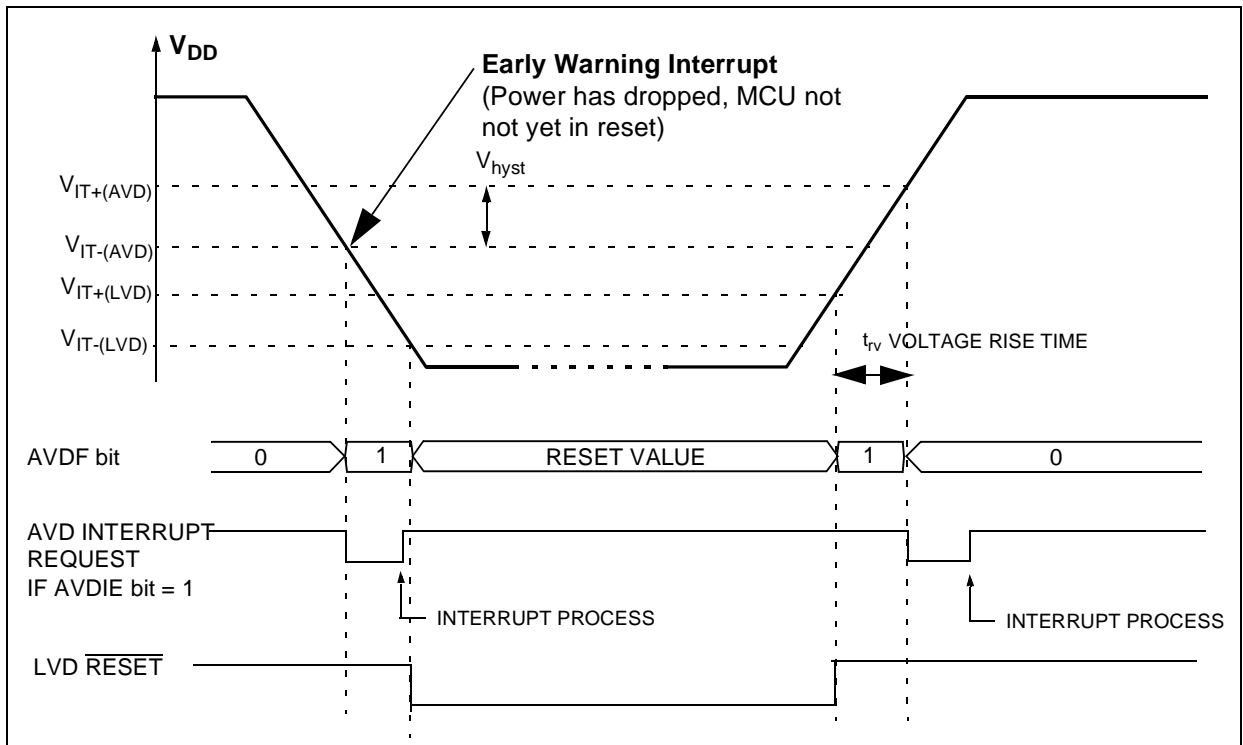 VDD
Early Warning Interrupt
(Power has dropped, MCU not
not yet in reset)
Vhyst
VIT+(AVD)
VIT-(AVD)
VIT+(LVD)
VIT-(LVD)
trv VOLTAGE RISE TIME
AVDF bit
0
1
RESET VALUE
1
0
AVD INTERRUPT
REQUEST
IF AVDIE bit = 1
INTERRUPT PROCESS
INTERRUPT PROCESS
LVD RESET